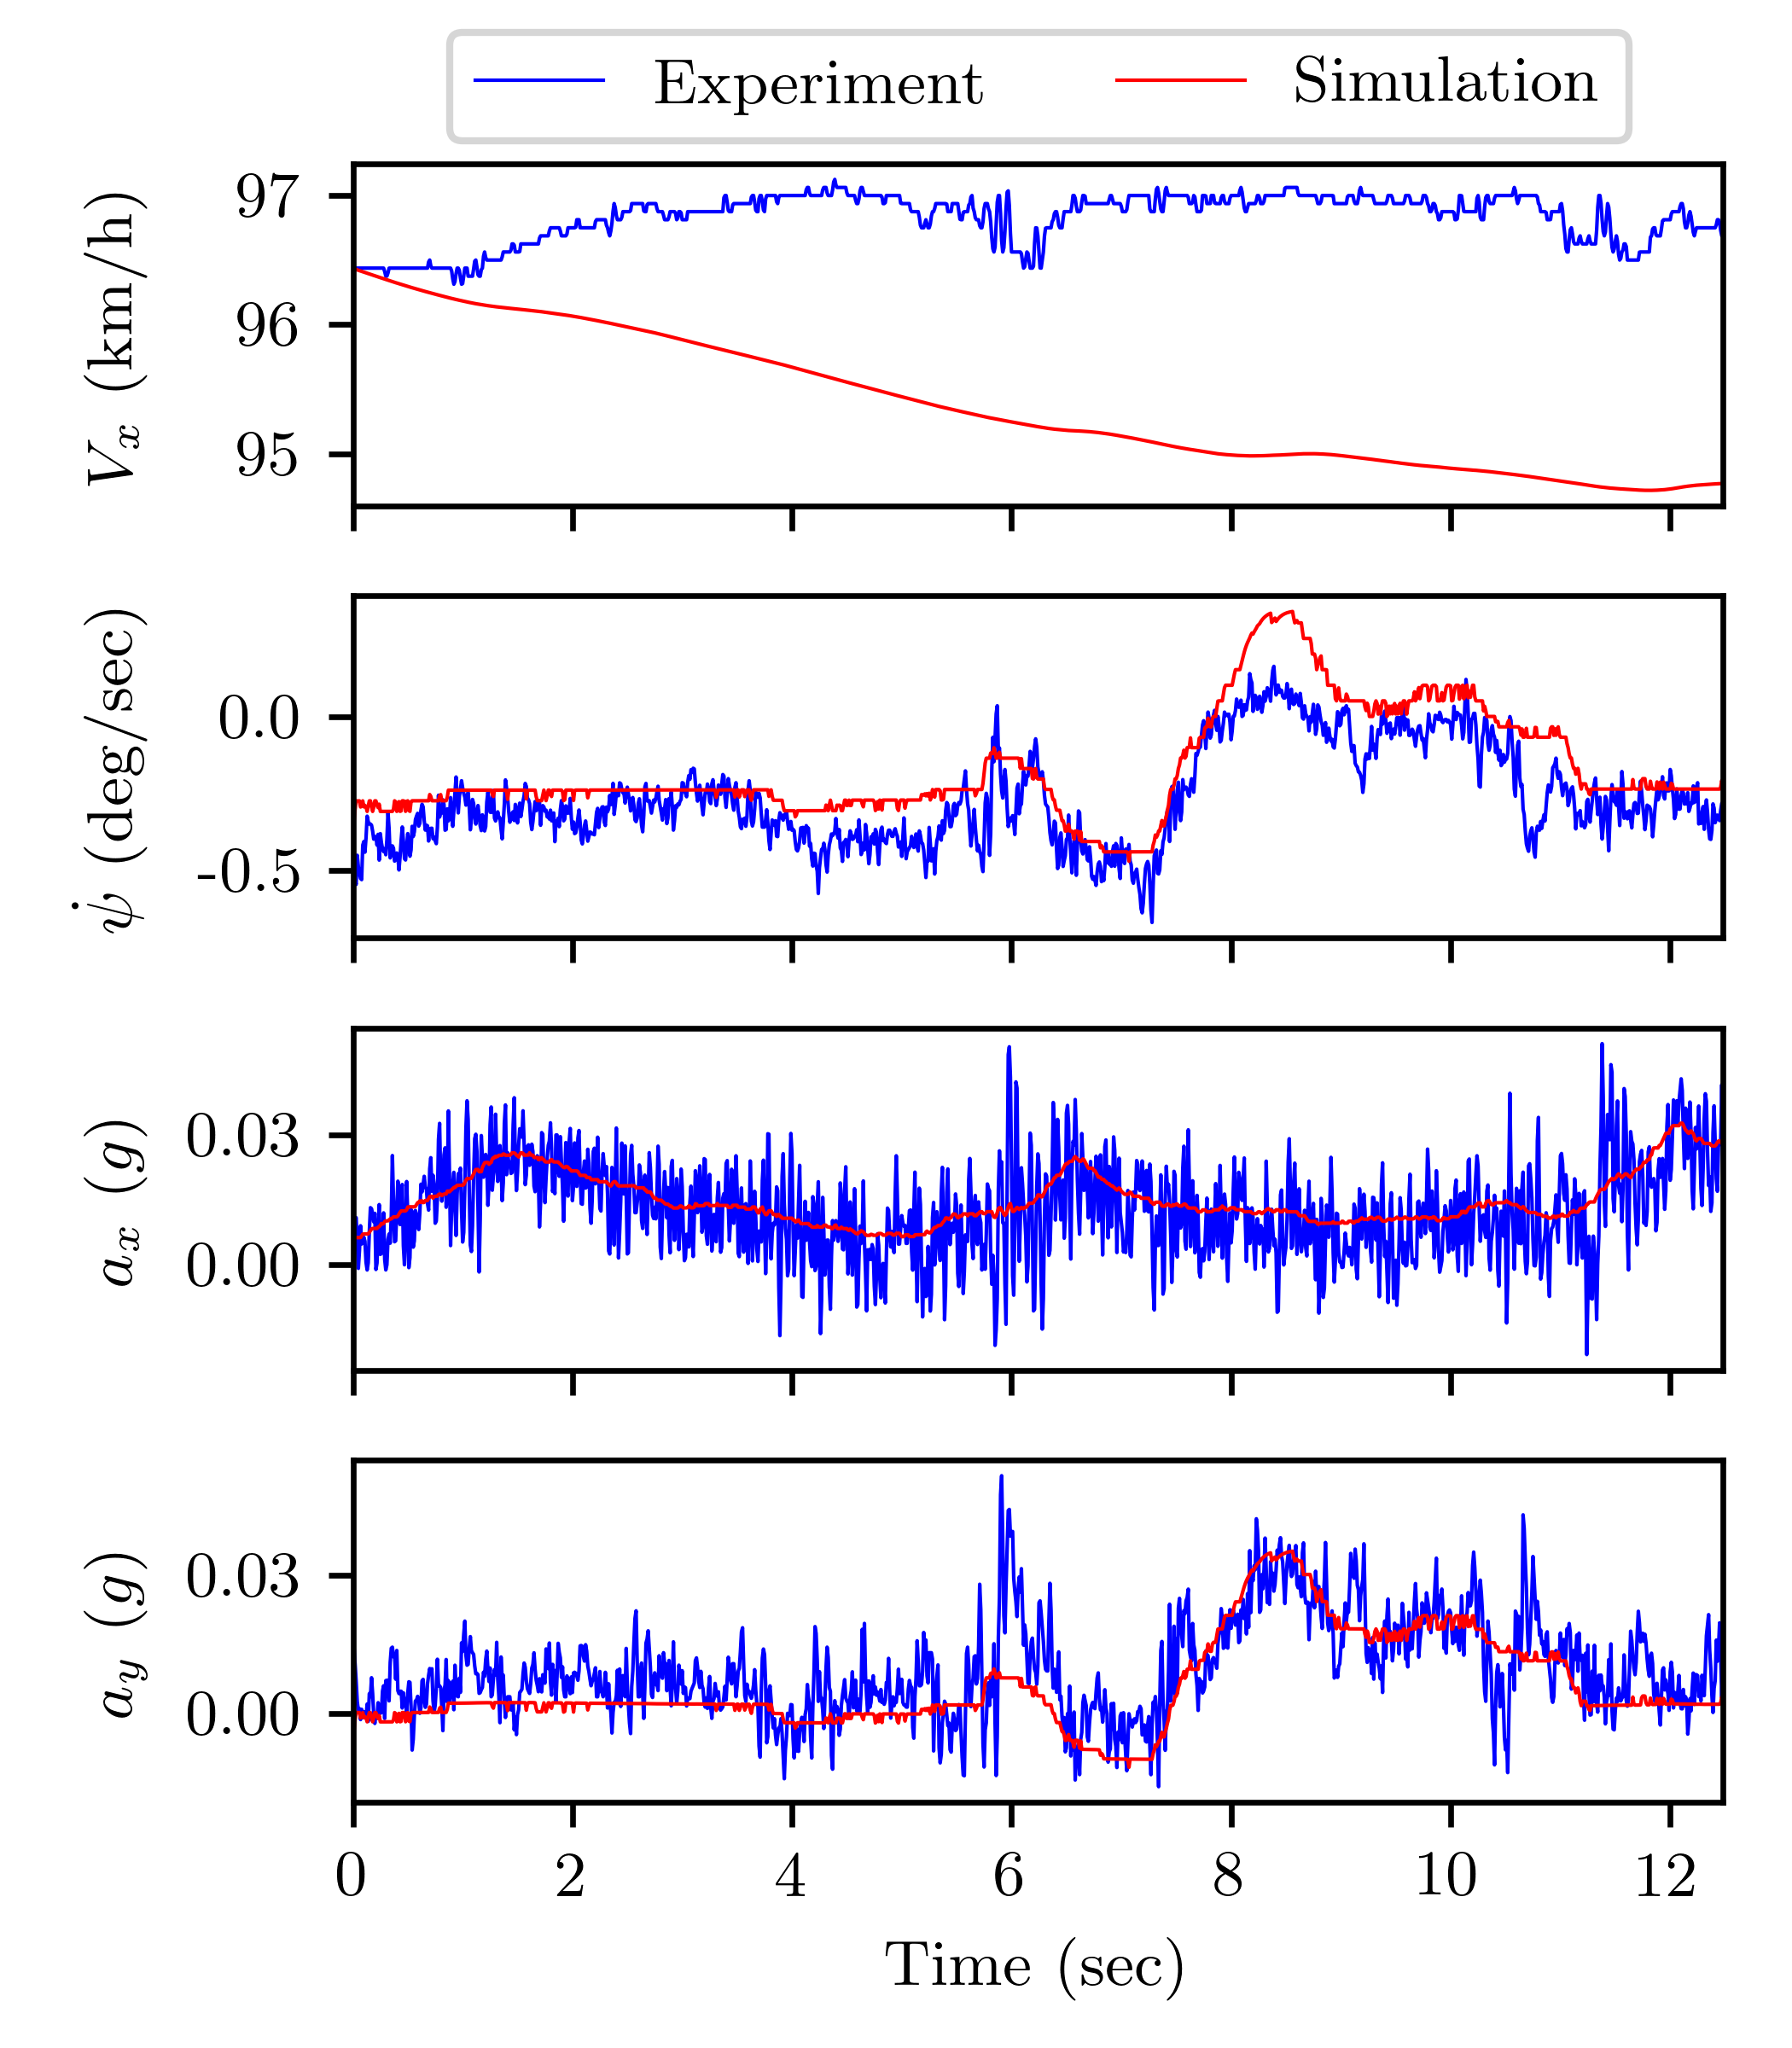 Experiment Simulation
97
96
95
V_x (km/h)
0.0
-0.5
ψ̇ (deg/sec)
0.03
0.00
a_x (g)
0.03
0.00
a_y (g)
0 2 4 6 8 10 12
Time (sec)